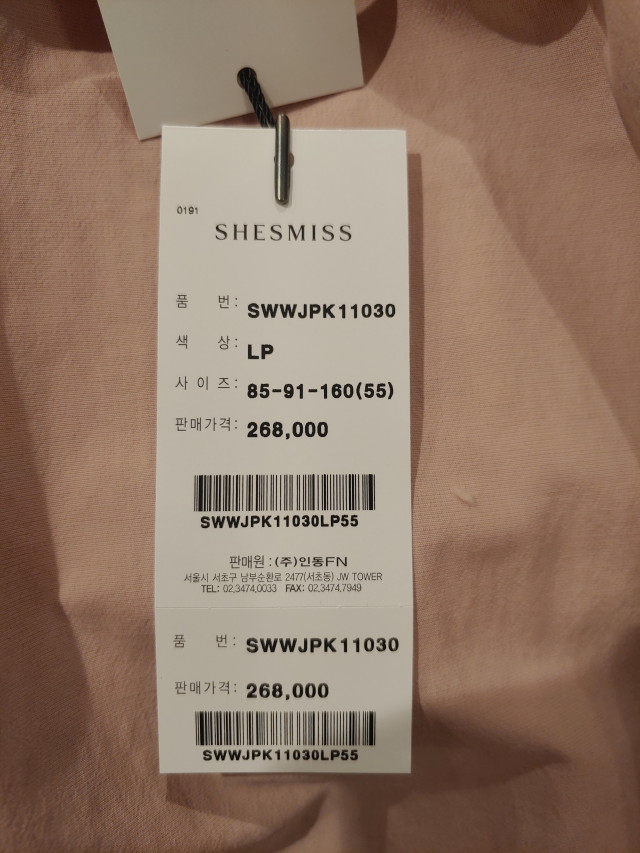 0191
SHESMISS
품 번: SWWJPK11030
색 상: LP
사 이 즈: 85-91-160(55)
판매가격: 268,000
SWWJPK11030LP55
판매원 : (주)인동FN
서울시 서초구 남부순환로 2477(서초동) JW TOWER
TEL: 02.3474.0033 FAX: 02.3474.7949
품 번: SWWJPK11030
판매가격: 268,000
SWWJPK11030LP55